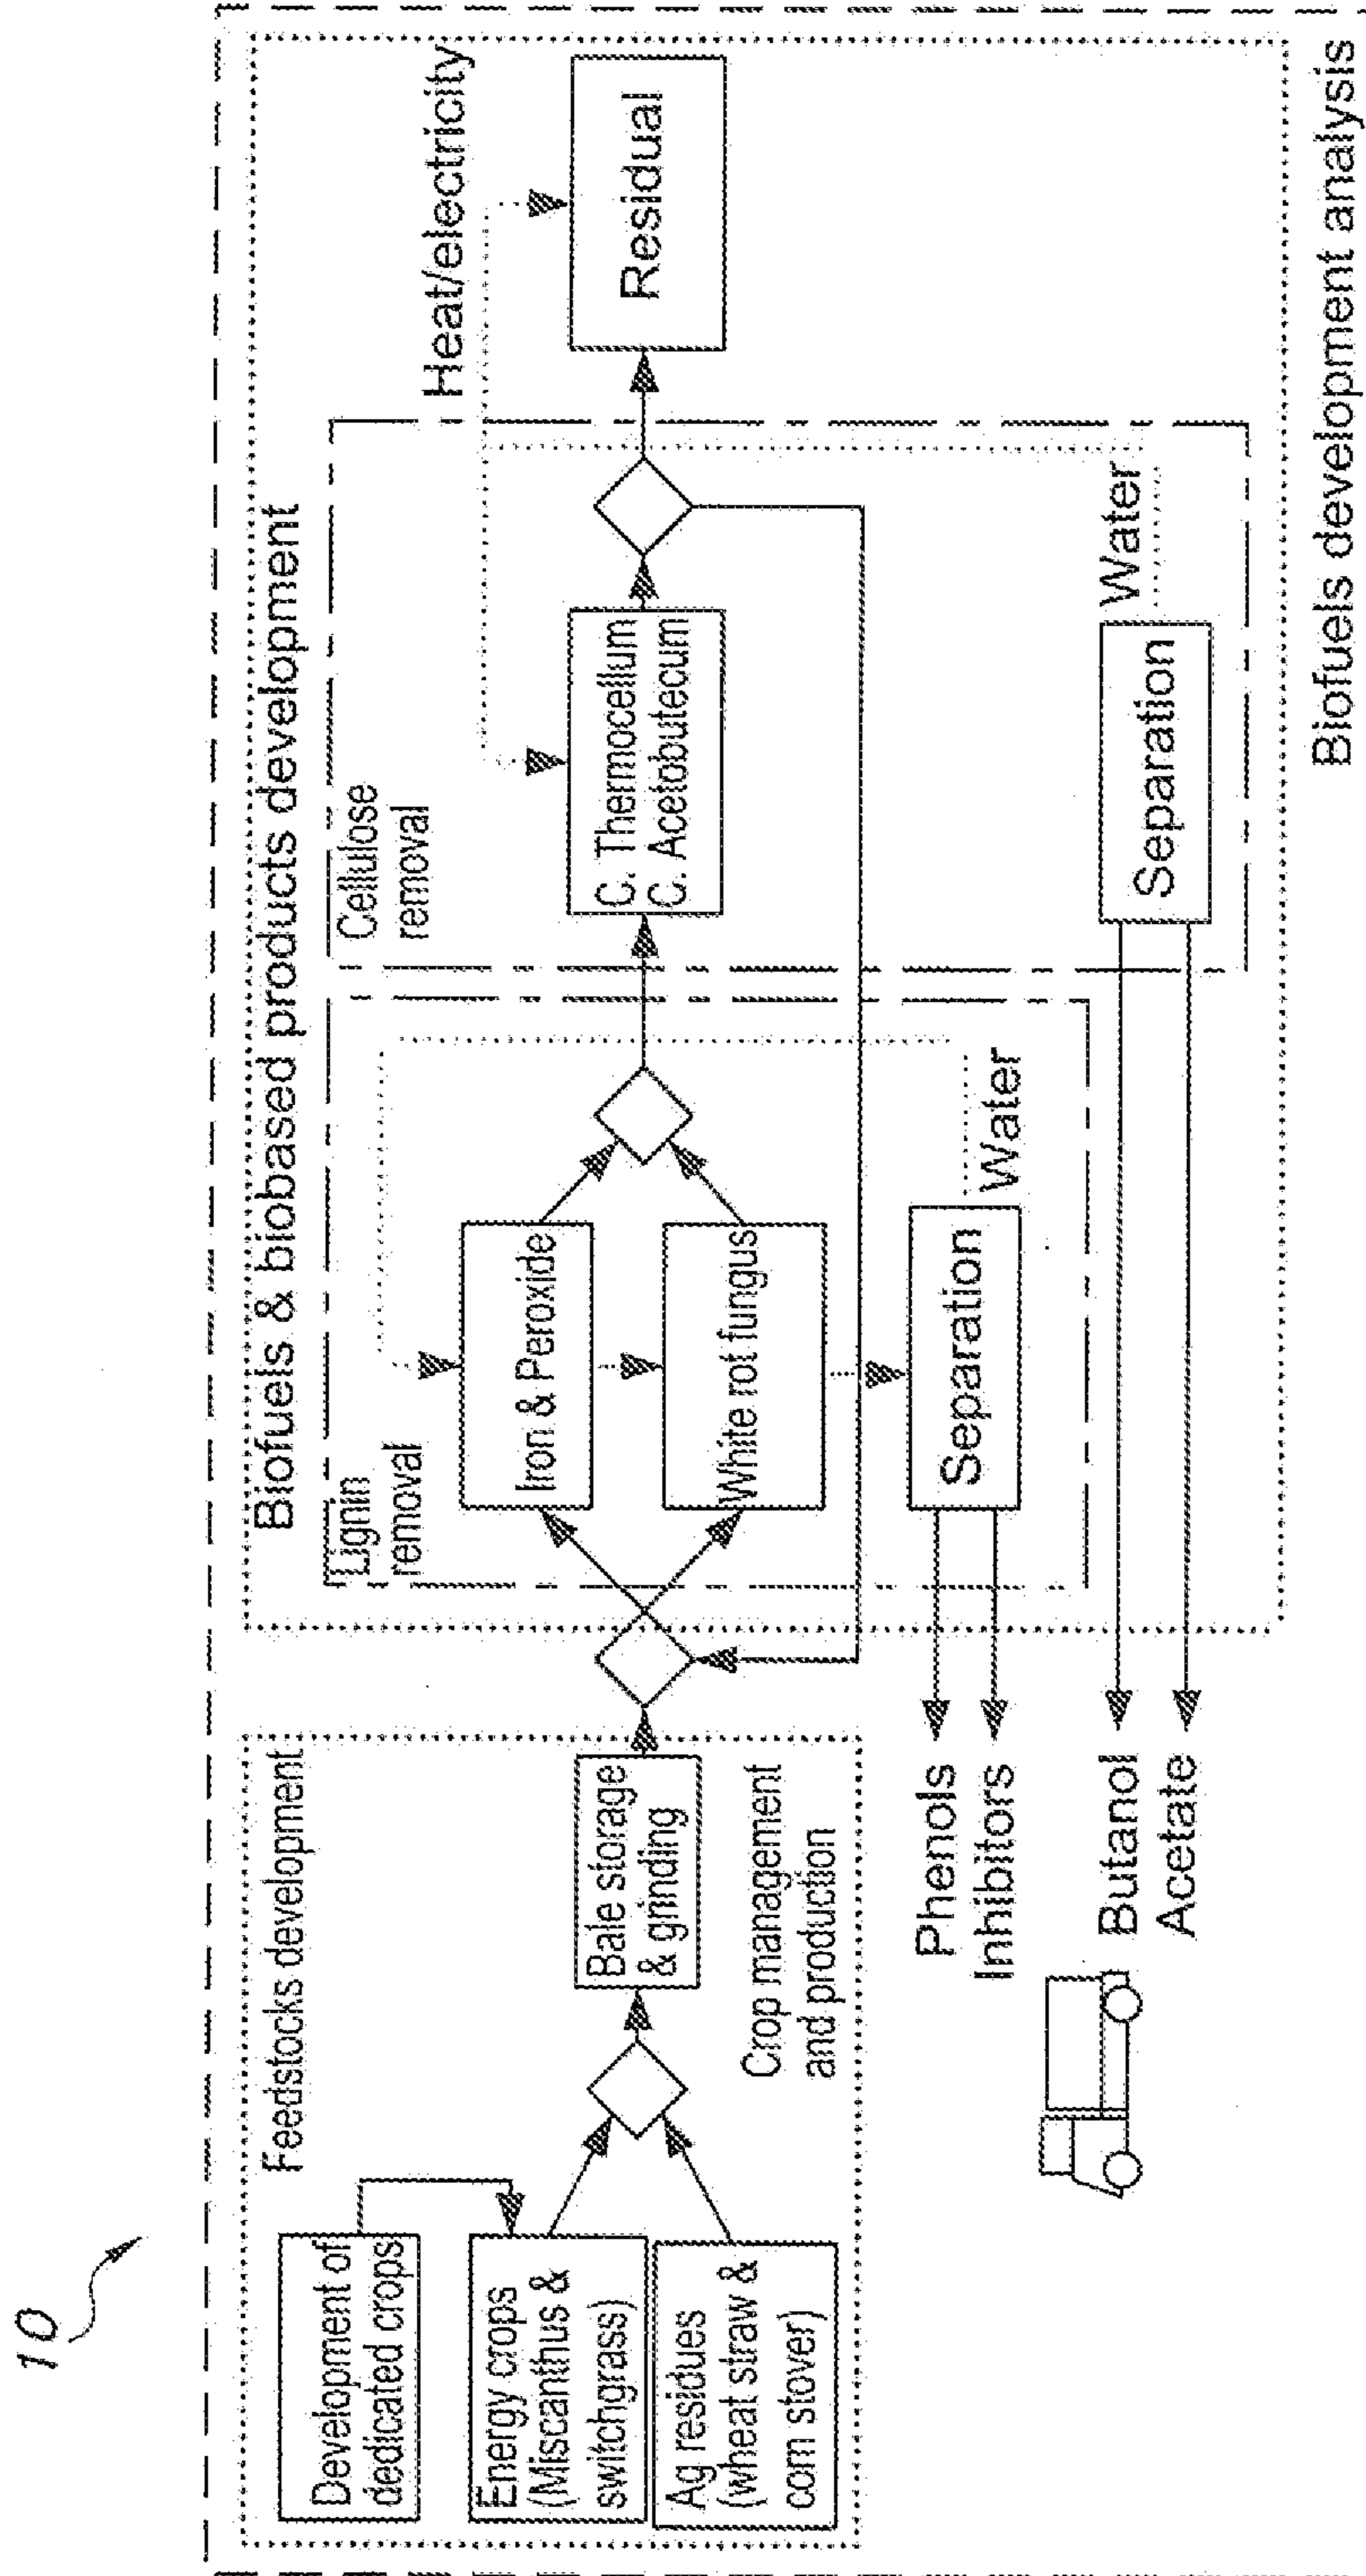 10
Feedstocks development
Development of
dedicated crops
Energy crops
(Miscanthus &
switchgrass)
Ag residues
(wheat straw &
corn stover)
Bale storage
& grinding
Crop management
and production
Biofuels & biobased products development
Lignin
removal
Iron & Peroxide
White rot fungus
Separation
Water
Cellulose
removal
C. Thermocellum
C. Acetobutecum
Separation
Water
Heat/electricity
Residual
Phenols
Inhibitors
Butanol
Acetate
Biofuels development analysis